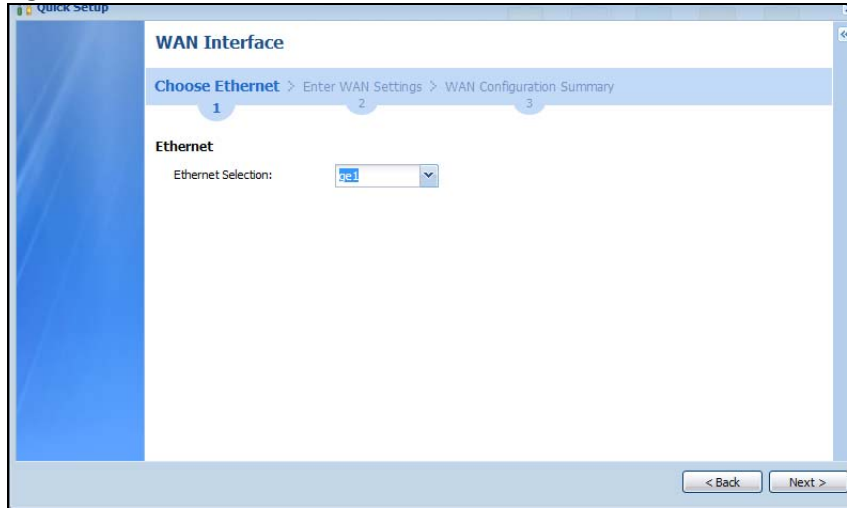 Quick Setup
WAN Interface
Choose Ethernet > Enter WAN Settings > WAN Configuration Summary
1 2 3
Ethernet
Ethernet Selection: ge1
< Back Next >